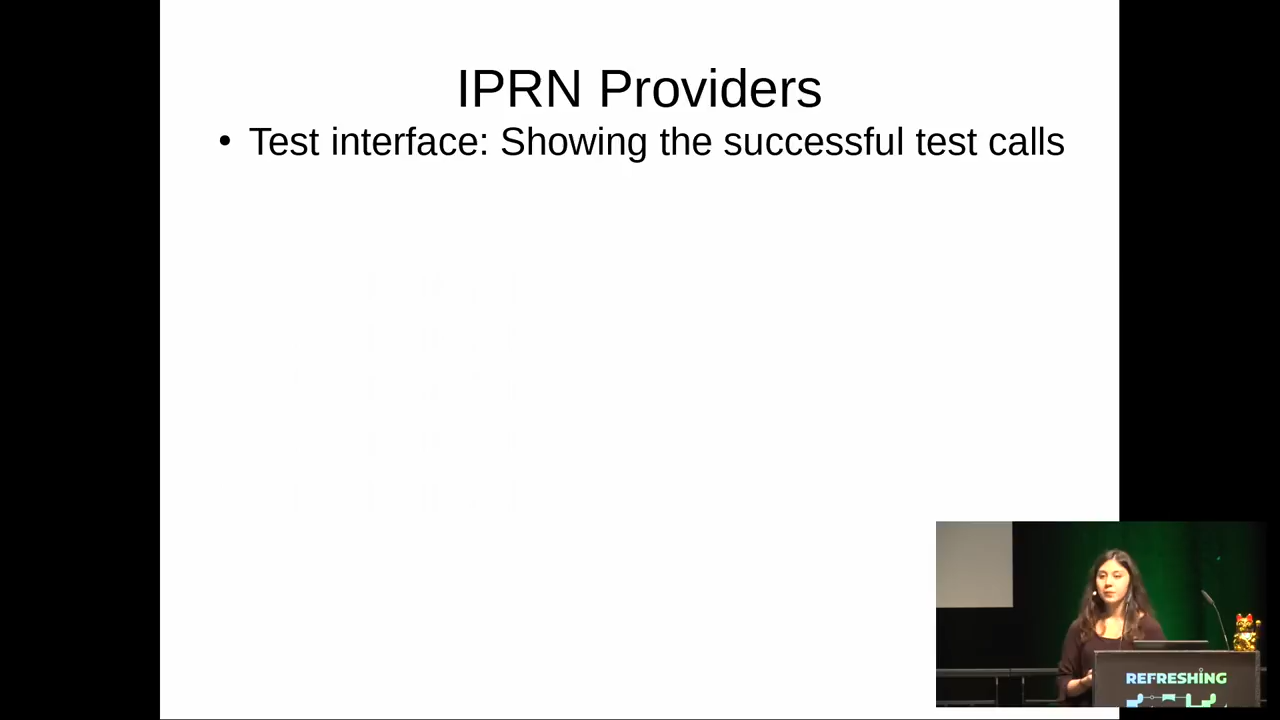 IPRN Providers
• Test interface: Showing the successful test calls
REFRESHING